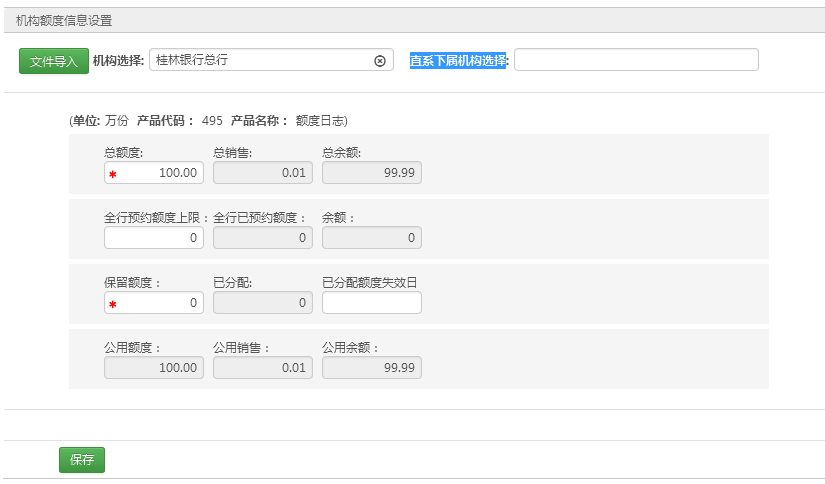 机构额度信息设置
文件导入 机构选择: 桂林银行总行 直系下属机构选择:
(单位: 万份 产品代码： 495 产品名称： 额度日志)
总额度: 总销售: 总余额:
* 100.00 0.01 99.99
全行预约额度上限： 全行已预约额度： 余额：
0 0 0
保留额度： 已分配: 已分配额度失效日
* 0 0
公用额度： 公用销售： 公用余额：
100.00 0.01 99.99
保存